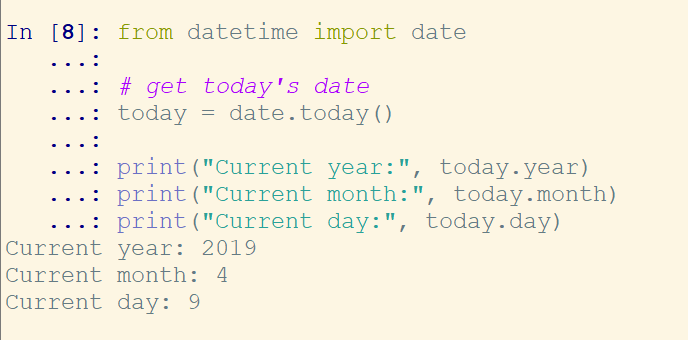 In [8]: from datetime import date
   ...:
   ...: # get today's date
   ...: today = date.today()
   ...:
   ...: print("Current year:", today.year)
   ...: print("Current month:", today.month)
   ...: print("Current day:", today.day)
Current year: 2019
Current month: 4
Current day: 9